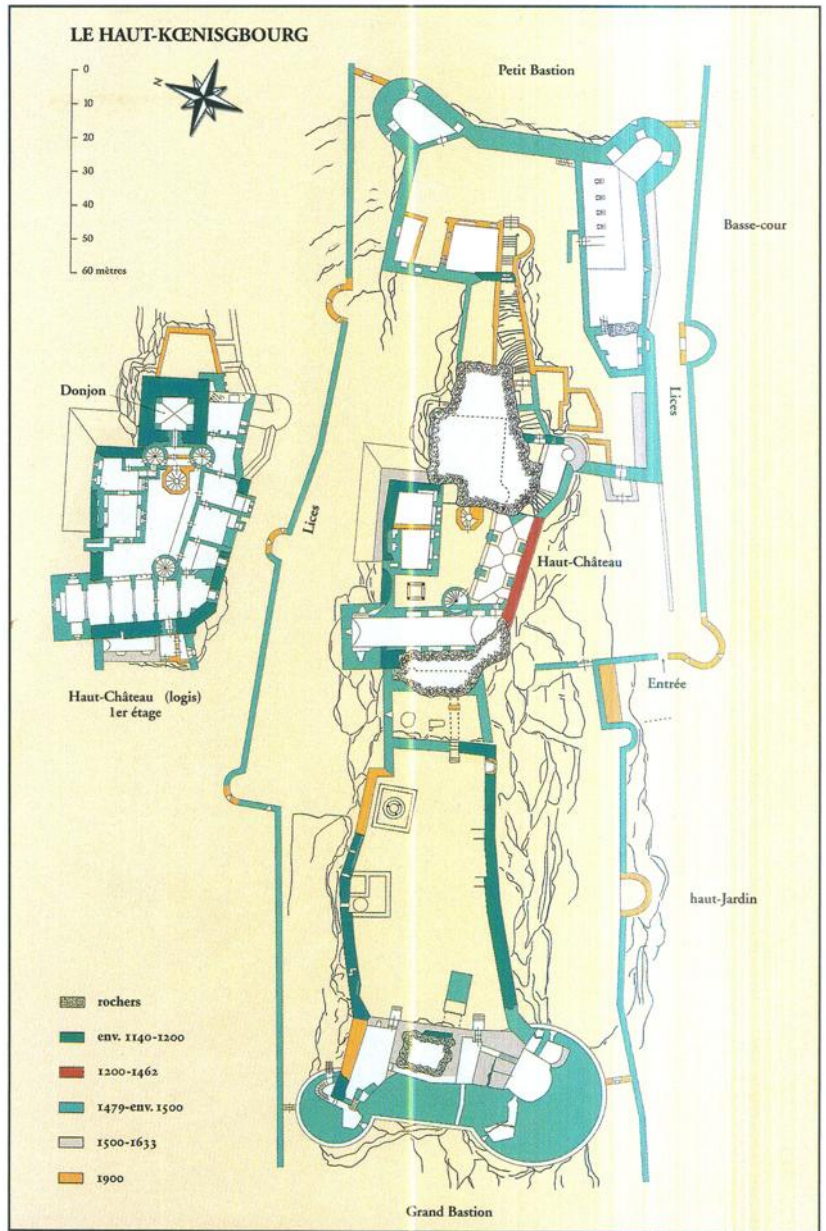 LE HAUT-KŒNISGBOURG
0
10
20
30
40
50
60 mètres
N
Petit Bastion
Basse-cour
Donjon
Lices
Lices
Haut-Château
Entrée
Haut-Château (logis)
1er étage
haut-Jardin
rochers
env. 1140-1200
1200-1462
1479-env. 1500
1500-1633
1900
Grand Bastion